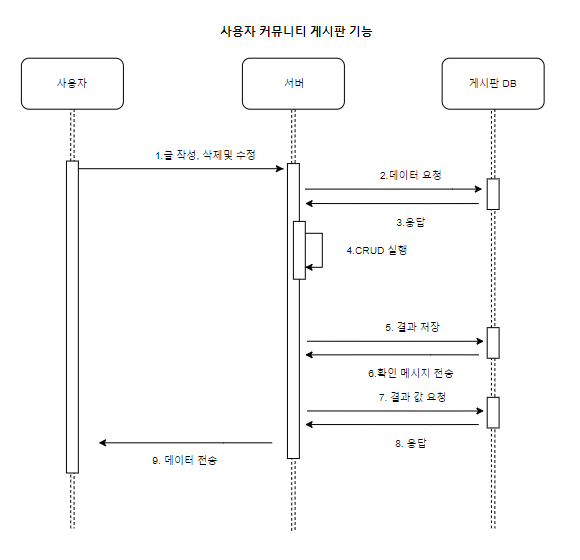 사용자 커뮤니티 게시판 기능
사용자
서버
게시판 DB
1.글 작성, 삭제및 수정
2.데이터 요청
3.응답
4.CRUD 실행
5. 결과 저장
6.확인 메시지 전송
7. 결과 값 요청
8. 응답
9. 데이터 전송